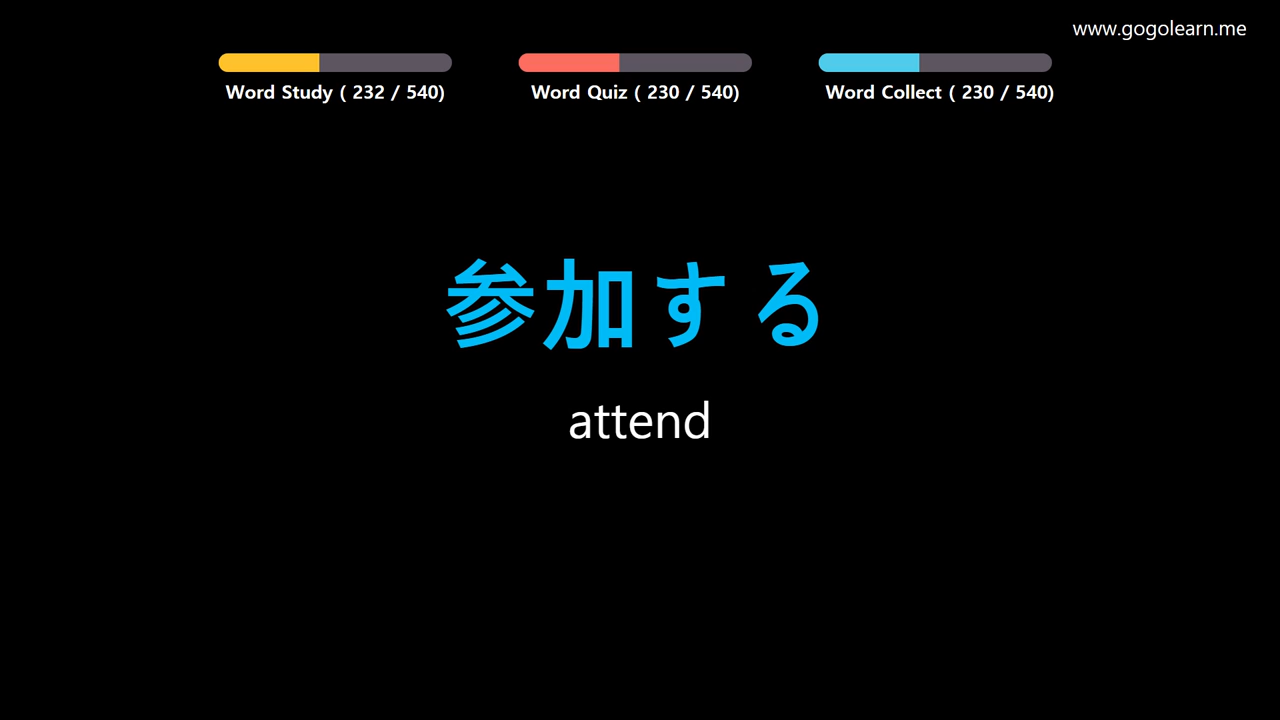 www.gogolearn.me
Word Study ( 232 / 540)
Word Quiz ( 230 / 540)
Word Collect ( 230 / 540)
参加する
attend